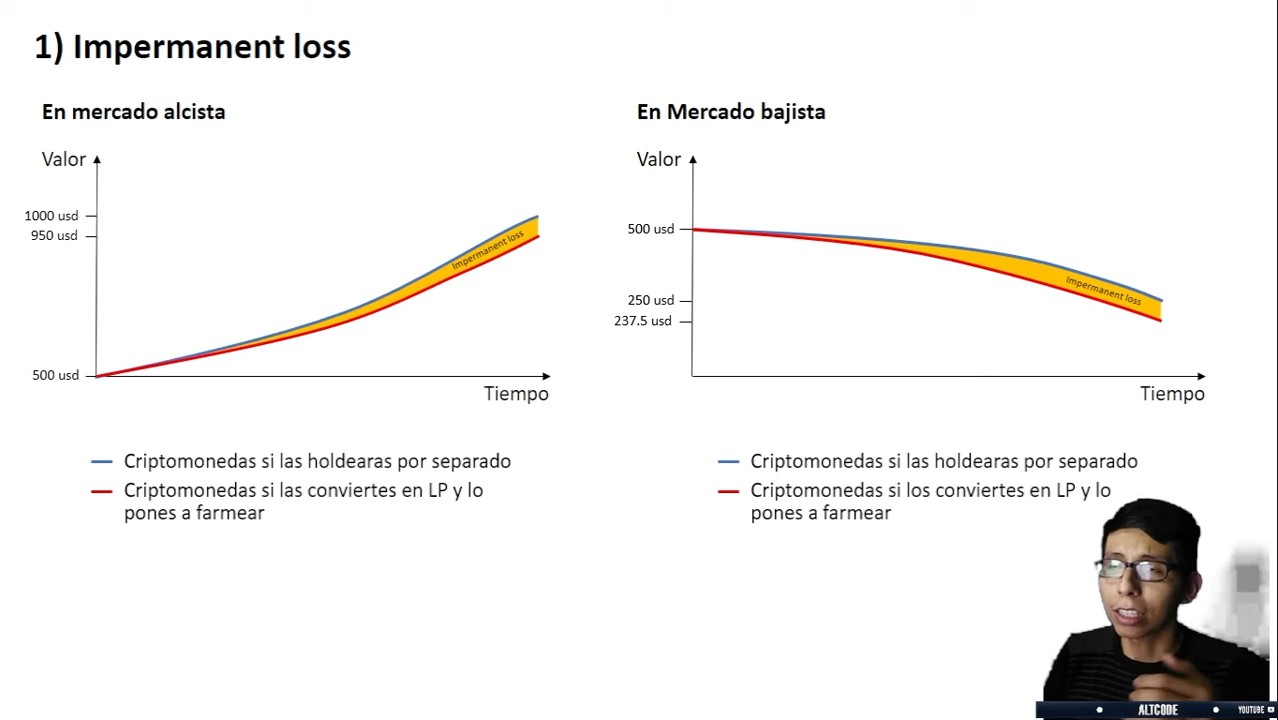 1) Impermanent loss
En mercado alcista
Valor
1000 usd
950 usd
Impermanent loss
500 usd
Tiempo
Criptomonedas si las holdearas por separado
Criptomonedas si las conviertes en LP y lo
pones a farmear
En Mercado bajista
Valor
500 usd
250 usd
237.5 usd
Impermanent loss
Tiempo
Criptomonedas si las holdearas por separado
Criptomonedas si los conviertes en LP y lo
pones a farmear
ALTCODE
YOUTUBE